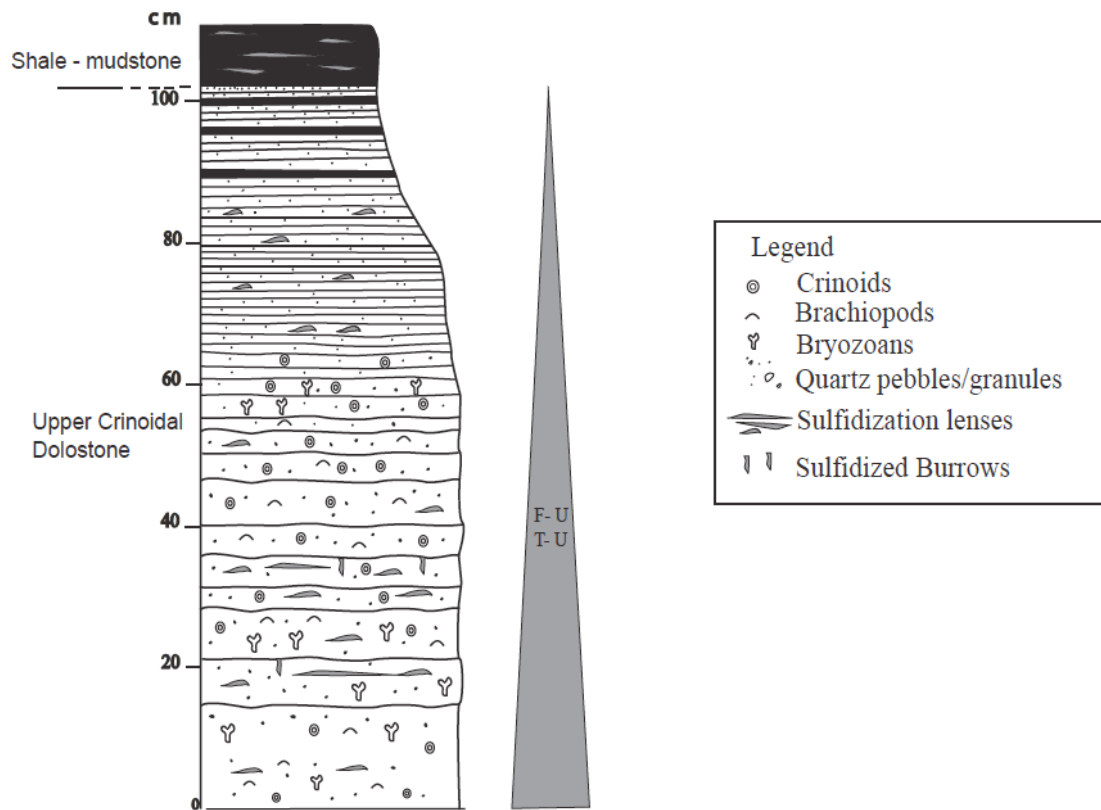 cm
Shale - mudstone
100
80
60
Upper Crinoidal
Dolostone
40
20
0
F- U
T- U
Legend
Crinoids
Brachiopods
Bryozoans
Quartz pebbles/granules
Sulfidization lenses
Sulfidized Burrows